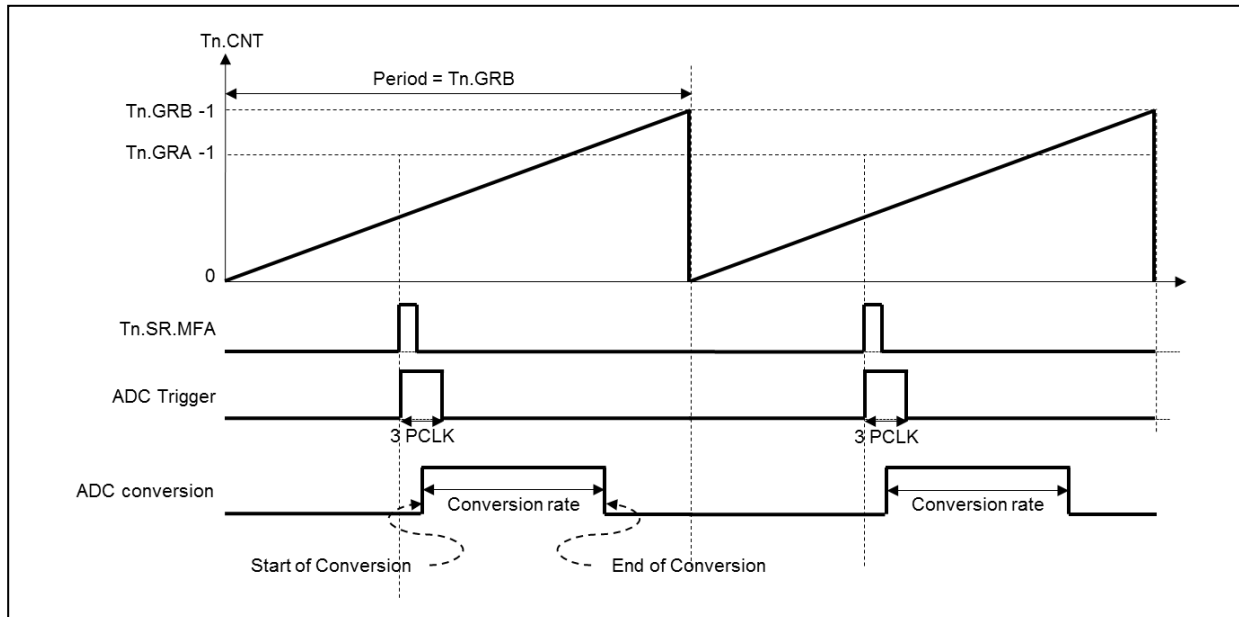 Tn.CNT
Period = Tn.GRB
Tn.GRB -1
Tn.GRA -1
0
Tn.SR.MFA
ADC Trigger
3 PCLK
3 PCLK
ADC conversion
Conversion rate
Conversion rate
Start of Conversion
End of Conversion